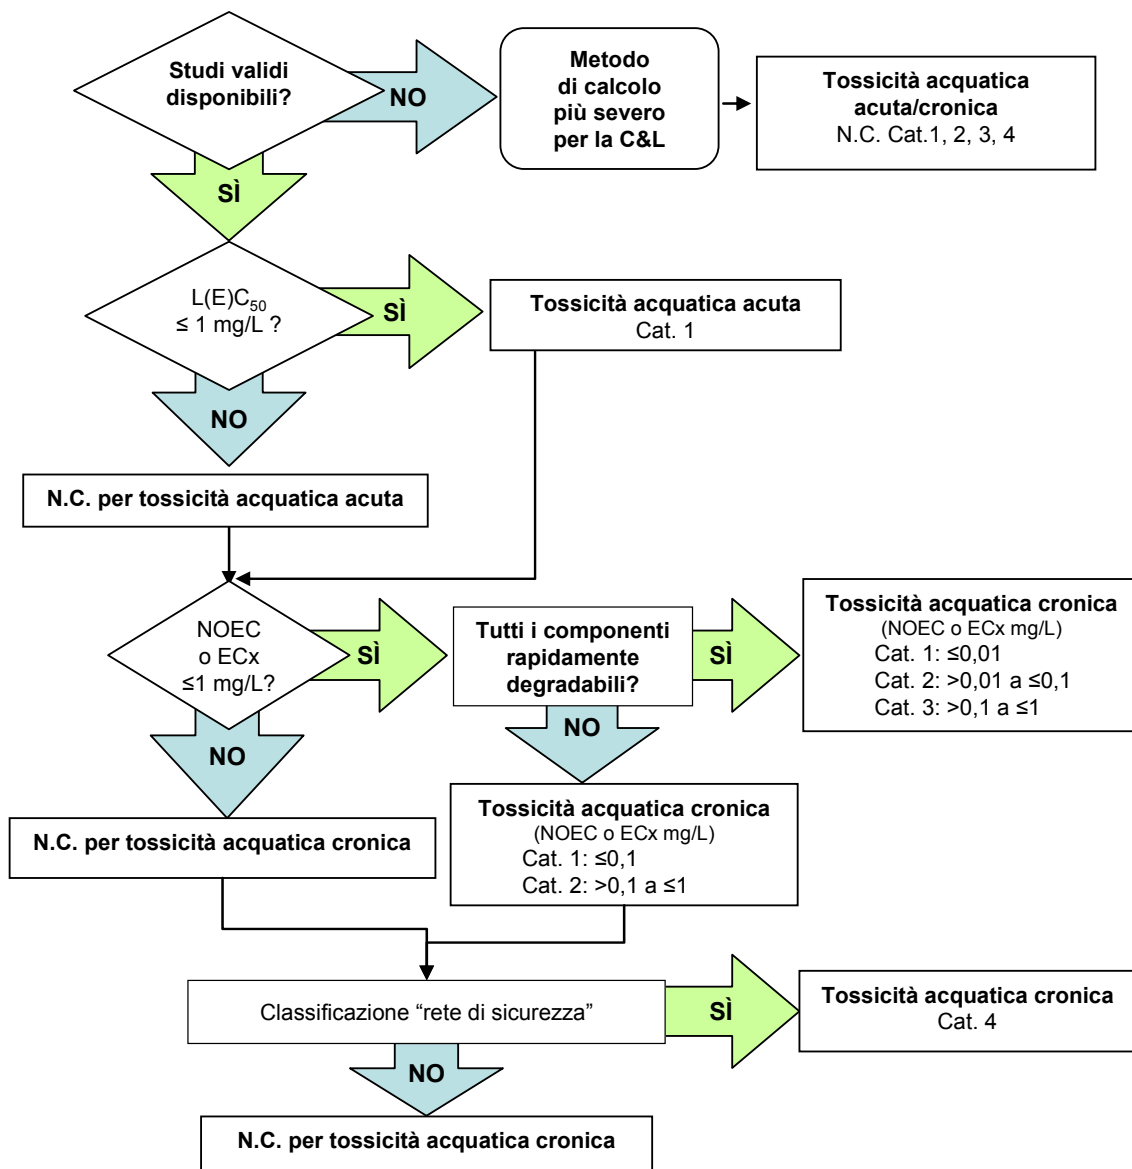 Studi validi
disponibili?
NO
Metodo
di calcolo
più severo
per la C&L
Tossicità acquatica
acuta/cronica
N.C. Cat.1, 2, 3, 4
SÌ
L(E)C50
≤ 1 mg/L ?
SÌ
Tossicità acquatica acuta
Cat. 1
NO
N.C. per tossicità acquatica acuta
NOEC
o ECx
≤1 mg/L?
SÌ
Tutti i componenti
rapidamente
degradabili?
SÌ
Tossicità acquatica cronica
(NOEC o ECx mg/L)
Cat. 1: ≤0,01
Cat. 2: >0,01 a ≤0,1
Cat. 3: >0,1 a ≤1
NO
NO
Tossicità acquatica cronica
(NOEC o ECx mg/L)
Cat. 1: ≤0,1
Cat. 2: >0,1 a ≤1
N.C. per tossicità acquatica cronica
Classificazione “rete di sicurezza”
SÌ
Tossicità acquatica cronica
Cat. 4
NO
N.C. per tossicità acquatica cronica